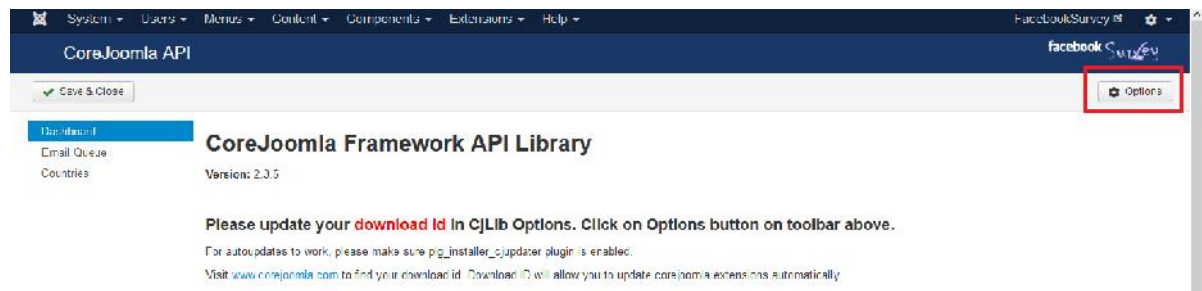 System Users Menus Content Components Extensions Help FacebookSurvey
CoreJoomla API facebook Survey
Save & Close Options
Dashboard
Email Queue
Countries
CoreJoomla Framework API Library
Version: 2.3.5
Please update your download id in CjLib Options. Click on Options button on toolbar above.
For autoupdates to work, please make sure plg_installer_cjupdater plugin is enabled.
Visit www.corejoomla.com to find your download id. Download ID will allow you to update corejoomla extensions automatically